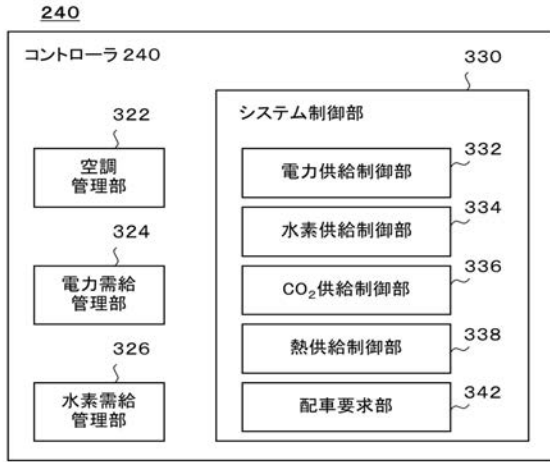 240
コントローラ 240
322
空調
管理部
324
電力需給
管理部
326
水素需給
管理部
330
システム制御部
332
電力供給制御部
334
水素供給制御部
336
CO₂供給制御部
338
熱供給制御部
342
配車要求部